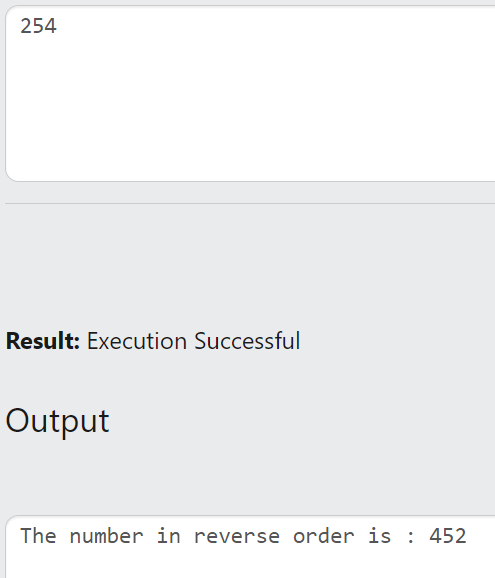 254
Result: Execution Successful
Output
The number in reverse order is : 452